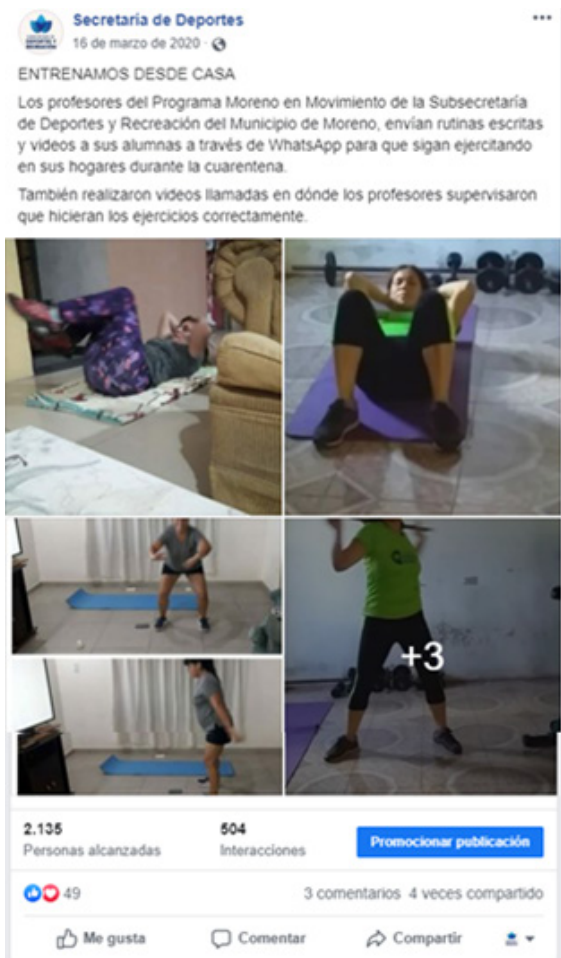 Secretaría de Deportes
16 de marzo de 2020 ·
ENTRENAMOS DESDE CASA
Los profesores del Programa Moreno en Movimiento de la Subsecretaría
de Deportes y Recreación del Municipio de Moreno, envían rutinas escritas
y videos a sus alumnas a través de WhatsApp para que sigan ejercitando
en sus hogares durante la cuarentena.
También realizaron videos llamadas en dónde los profesores supervisaron
que hicieran los ejercicios correctamente.
+3
2.135
Personas alcanzadas
504
Interacciones
Promocionar publicación
49
3 comentarios 4 veces compartido
Me gusta
Comentar
Compartir